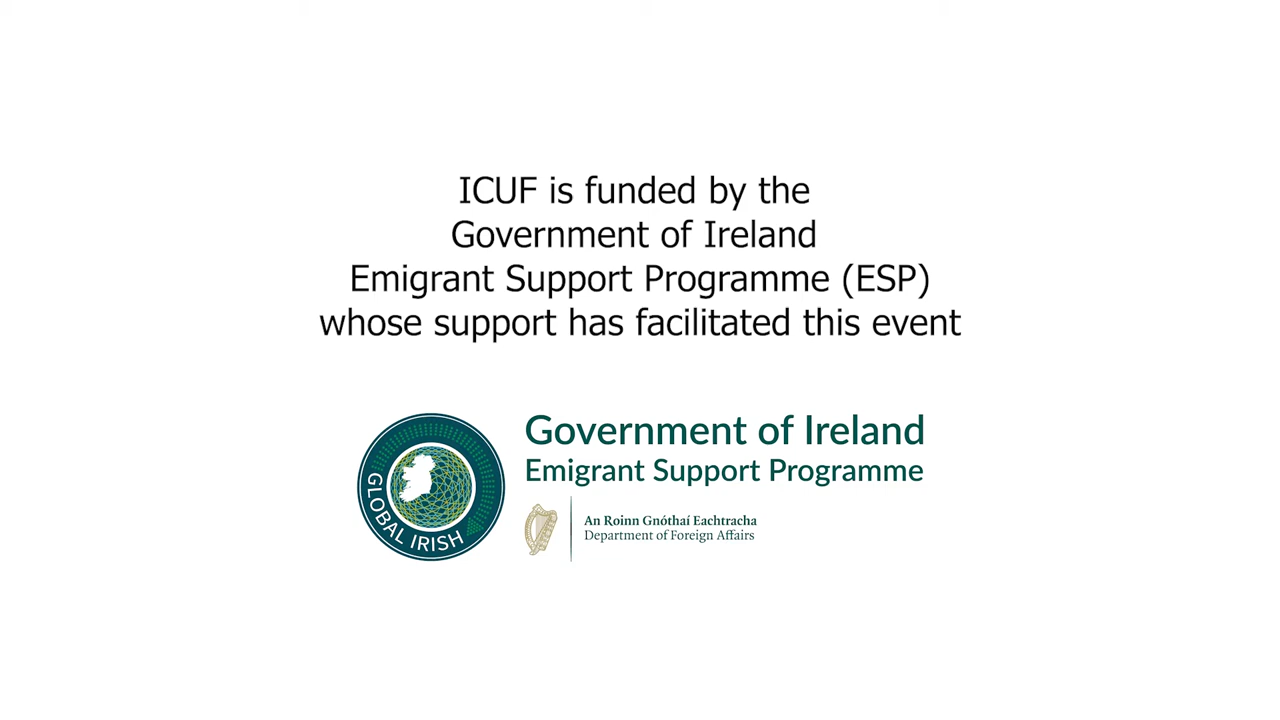 ICUF is funded by the
Government of Ireland
Emigrant Support Programme (ESP)
whose support has facilitated this event
GLOBAL IRISH
Government of Ireland
Emigrant Support Programme
An Roinn Gnóthaí Eachtracha
Department of Foreign Affairs